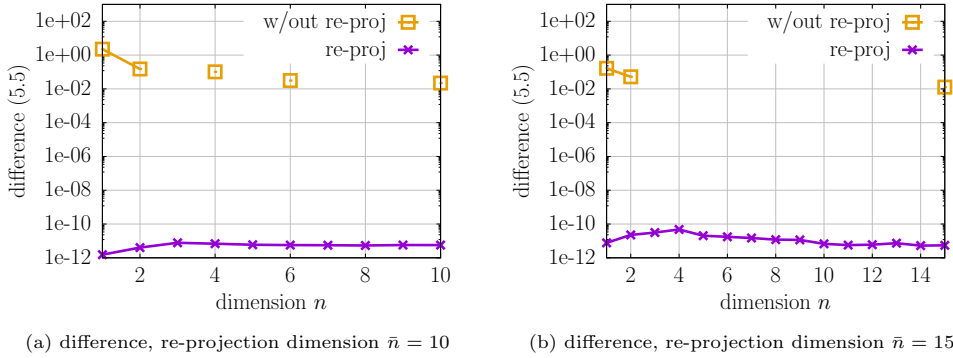 1e+02
1e+00
1e-02
1e-04
1e-06
1e-08
1e-10
1e-12
difference (5.5)
w/out re-proj
re-proj
2 4 6 8 10
dimension n
(a) difference, re-projection dimension n̄ = 10
1e+02
1e+00
1e-02
1e-04
1e-06
1e-08
1e-10
1e-12
difference (5.5)
w/out re-proj
re-proj
2 4 6 8 10 12 14
dimension n
(b) difference, re-projection dimension n̄ = 15